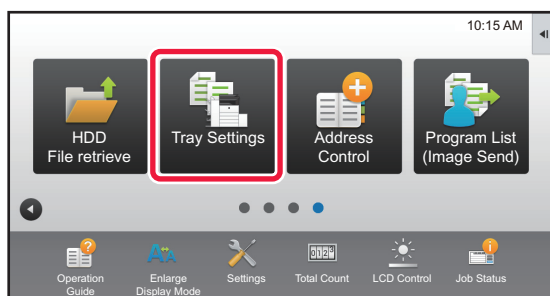 10:15 AM
HDD
File retrieve
Tray Settings
Address
Control
Program List
(Image Send)
Operation
Guide
Enlarge
Display Mode
Settings
Total Count
LCD Control
Job Status